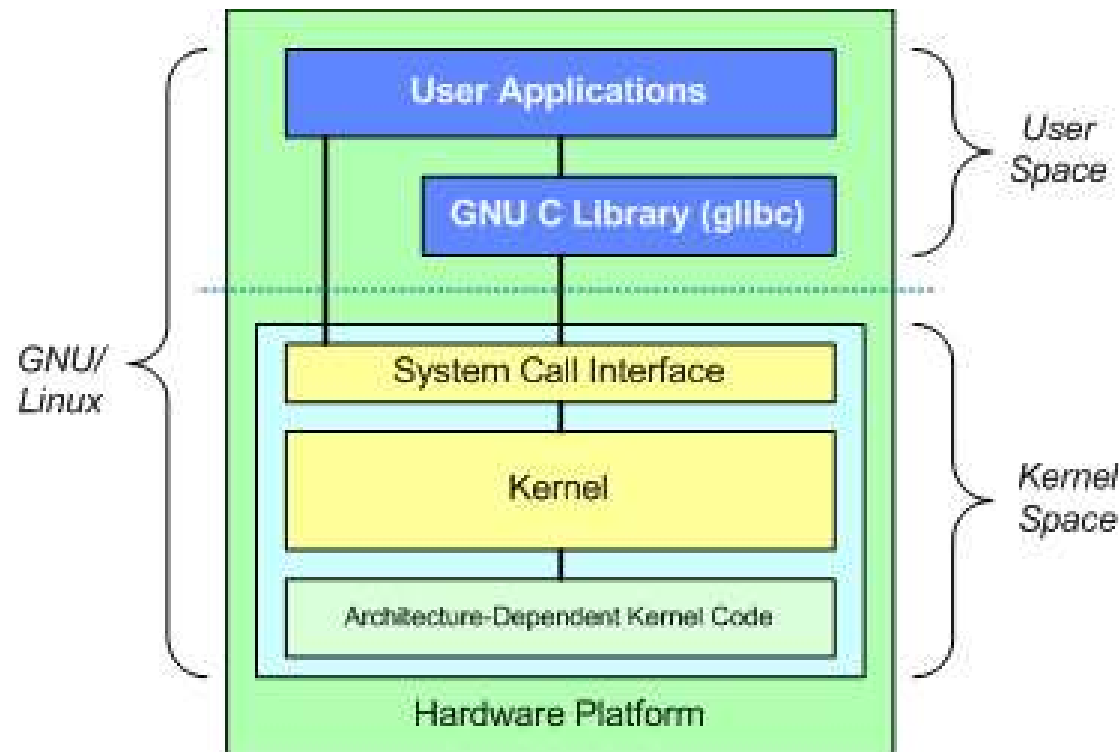 User Applications
User
Space
GNU C Library (glibc)
GNU/
Linux
System Call Interface
Kernel
Kernel
Space
Architecture-Dependent Kernel Code
Hardware Platform